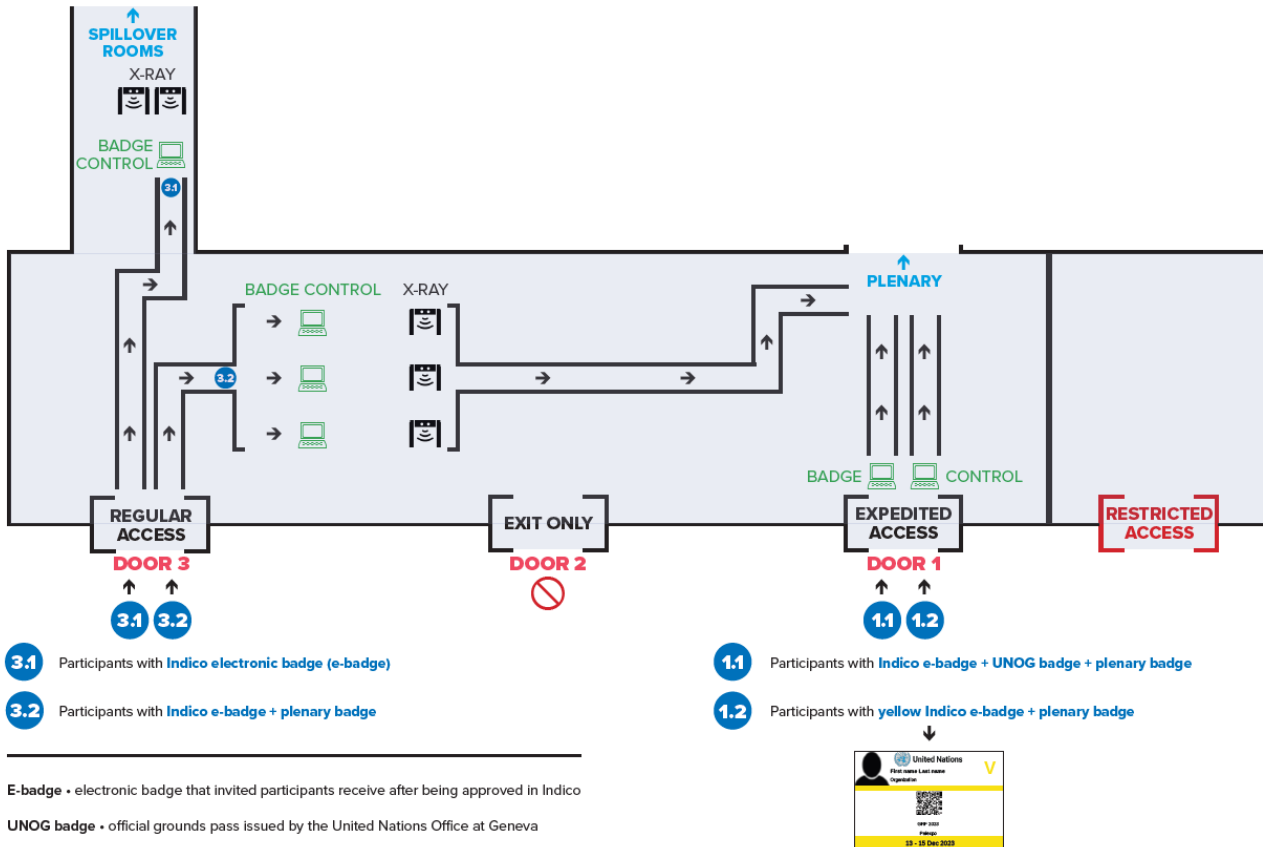 SPILLOVER
ROOMS
X-RAY
BADGE
CONTROL
3.1
BADGE CONTROL
X-RAY
PLENARY
3.2
BADGE
CONTROL
REGULAR
ACCESS
EXIT ONLY
EXPEDITED
ACCESS
RESTRICTED
ACCESS
DOOR 3
DOOR 2
DOOR 1
3.1
3.2
1.1
1.2
3.1 Participants with Indico electronic badge (e-badge)
1.1 Participants with Indico e-badge + UNOG badge + plenary badge
3.2 Participants with Indico e-badge + plenary badge
1.2 Participants with yellow Indico e-badge + plenary badge
United Nations
V
First name Last name
Organization
GRF 2023
Palexpo
13 - 15 Dec 2023
E-badge • electronic badge that invited participants receive after being approved in Indico
UNOG badge • official grounds pass issued by the United Nations Office at Geneva